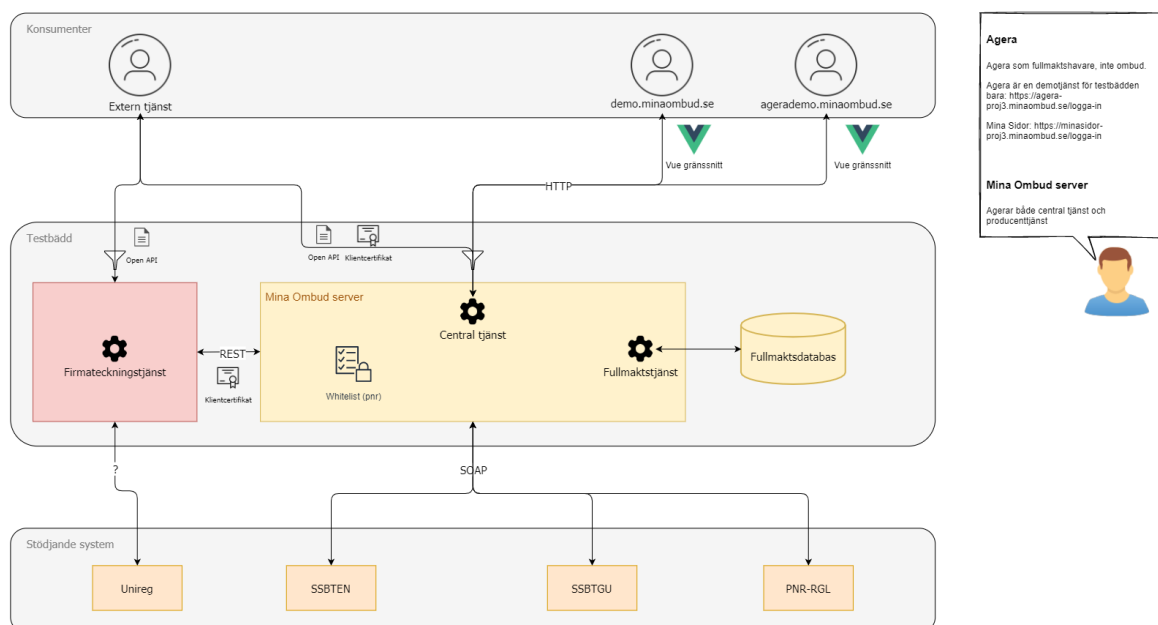 Konsumenter
Extern tjänst
demo.minaombud.se
agerademo.minaombud.se
Vue gränssnitt
Vue gränssnitt
HTTP
Testbädd
Open API
Open API
Klientcertifikat
Mina Ombud server
Central tjänst
Firmateckningstjänst
REST
Klientcertifikat
Whitelist (pnr)
Fullmaktstjänst
Fullmaktsdatabas
?
SOAP
Stödjande system
Unireg
SSBTEN
SSBTGU
PNR-RGL
Agera
Agera som fullmaktshavare, inte ombud.
Agera är en demotjänst för testbädden
bara: https://agera-
proj3.minaombud.se/logga-in
Mina Sidor: https://minasidor-
proj3.minaombud.se/logga-in
Mina Ombud server
Agerar både central tjänst och
producenttjänst